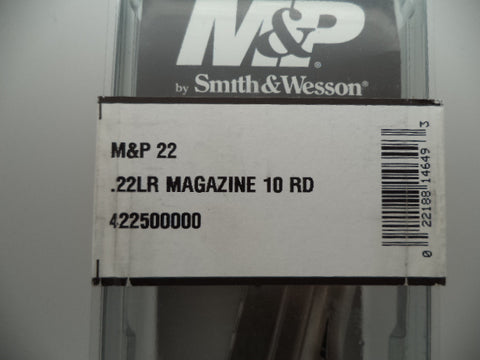 M&P®
by Smith & Wesson®
M&P 22
.22LR MAGAZINE 10 RD
422500000
0 22188 14649 3